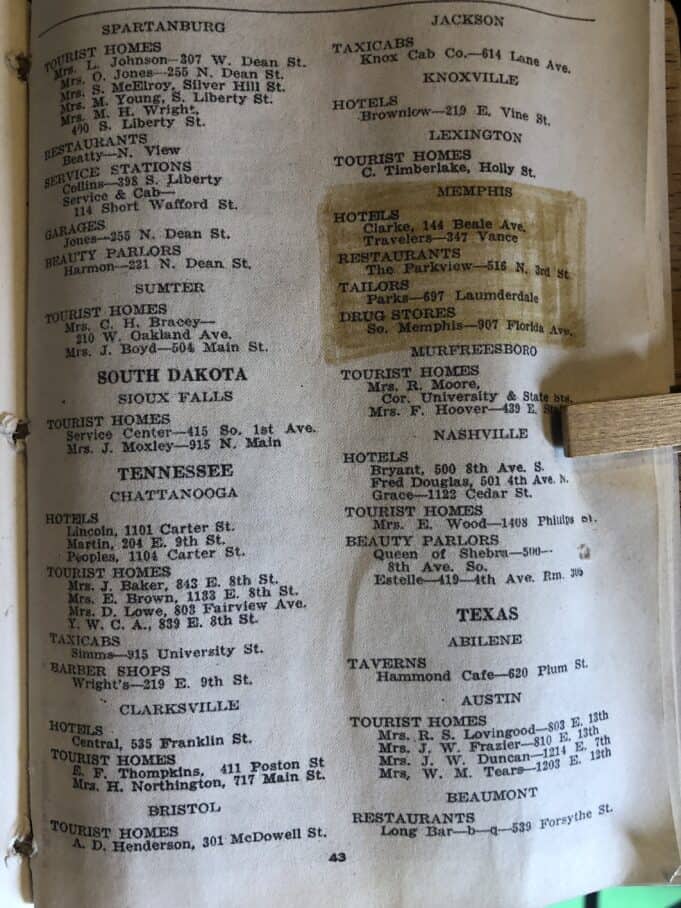 SPARTANBURG
TOURIST HOMES
Mrs. L. Johnson—307 W. Dean St.
Mrs. O. Jones—255 N. Dean St.
Mrs. S. McElroy, Silver Hill St.
Mrs. M. Young, S. Liberty St.
Mrs. M. H. Wright,
490 S. Liberty St.
RESTAURANTS
Beatty—N. View
SERVICE STATIONS
Collins—398 S. Liberty
Service & Cab—
114 Short Wafford St.
GARAGES
Jones—255 N. Dean St.
BEAUTY PARLORS
Harmon—221 N. Dean St.
SUMTER
TOURIST HOMES
Mrs. C. H. Bracey—
210 W. Oakland Ave.
Mrs. J. Boyd—504 Main St.
SOUTH DAKOTA
SIOUX FALLS
TOURIST HOMES
Service Center—415 So. 1st Ave.
Mrs. J. Moxley—915 N. Main
TENNESSEE
CHATTANOOGA
HOTELS
Lincoln, 1101 Carter St.
Martin, 204 E. 9th St.
Peoples, 1104 Carter St.
TOURIST HOMES
Mrs. J. Baker, 843 E. 8th St.
Mrs. E. Brown, 1133 E. 8th St.
Mrs. D. Lowe, 803 Fairview Ave.
Y. W. C. A., 839 E. 8th St.
TAXICABS
Simms—915 University St.
BARBER SHOPS
Wright's—219 E. 9th St.
CLARKSVILLE
HOTELS
Central, 535 Franklin St.
TOURIST HOMES
E. F. Thompkins, 411 Poston St
Mrs. H. Northington, 717 Main St.
BRISTOL
TOURIST HOMES
A. D. Henderson, 301 McDowell St.
JACKSON
TAXICABS
Knox Cab Co.—614 Lane Ave.
KNOXVILLE
HOTELS
Brownlow—219 E. Vine St.
LEXINGTON
TOURIST HOMES
C. Timberlake, Holly St.
MEMPHIS
HOTELS
Clarke, 144 Beale Ave.
Travelers—347 Vance
RESTAURANTS
The Parkview—516 N. 3rd St.
TAILORS
Parks—697 Laumderdale
DRUG STORES
So. Memphis—907 Florida Ave.
MURFREESBORO
TOURIST HOMES
Mrs. R. Moore,
Cor. University & State sts.
Mrs. F. Hoover—439 E.
NASHVILLE
HOTELS
Bryant, 500 8th Ave. S.
Fred Douglas, 501 4th Ave. N.
Grace—1122 Cedar St.
TOURIST HOMES
Mrs. E. Wood—1408 Phillips St.
BEAUTY PARLORS
Queen of Shebra—500—
8th Ave. So.
Estelle—419—4th Ave. Rm. 305
TEXAS
ABILENE
TAVERNS
Hammond Cafe—620 Plum St.
AUSTIN
TOURIST HOMES
Mrs. R. S. Lovingood—803 E. 13th
Mrs. J. W. Frazier—810 E. 13th
Mrs. J. W. Duncan—1214 E. 7th
Mrs, W. M. Tears—1203 E. 12th
BEAUMONT
RESTAURANTS
Long Bar—b—q—539 Forsythe St.
43